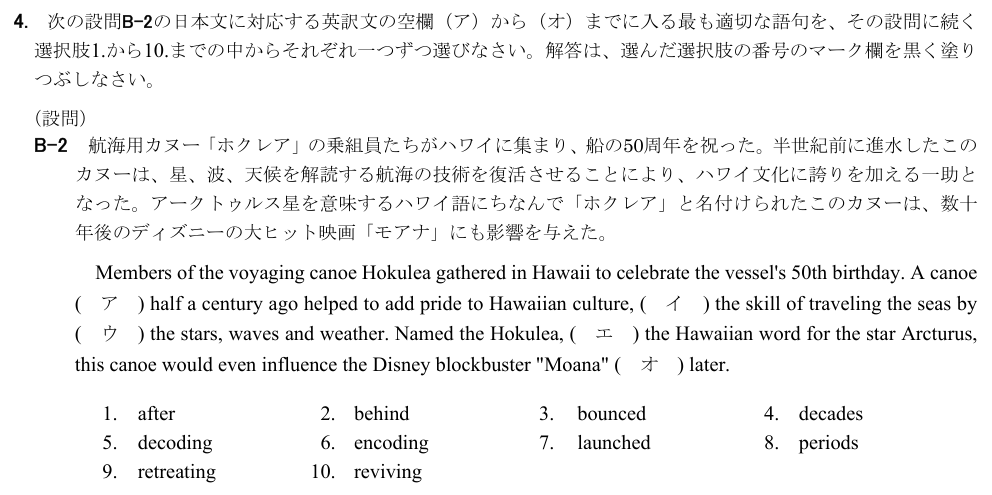 4. 次の設問B-2の日本文に対応する英訳文の空欄（ア）から（オ）までに入る最も適切な語句を、その設問に続く
選択肢1.から10.までの中からそれぞれ一つずつ選びなさい。解答は、選んだ選択肢の番号のマーク欄を黒く塗り
つぶしなさい。
（設問）
B-2 航海用カヌー「ホクレア」の乗組員たちがハワイに集まり、船の50周年を祝った。半世紀前に進水したこの
カヌーは、星、波、天候を解読する航海の技術を復活させることにより、ハワイ文化に誇りを加える一助と
なった。アークトゥルス星を意味するハワイ語にちなんで「ホクレア」と名付けられたこのカヌーは、数十
年後のディズニーの大ヒット映画「モアナ」にも影響を与えた。
Members of the voyaging canoe Hokulea gathered in Hawaii to celebrate the vessel's 50th birthday. A canoe
( ア ) half a century ago helped to add pride to Hawaiian culture, ( イ ) the skill of traveling the seas by
( ウ ) the stars, waves and weather. Named the Hokulea, ( エ ) the Hawaiian word for the star Arcturus,
this canoe would even influence the Disney blockbuster "Moana" ( オ ) later.
1. after 2. behind 3. bounced 4. decades
5. decoding 6. encoding 7. launched 8. periods
9. retreating 10. reviving